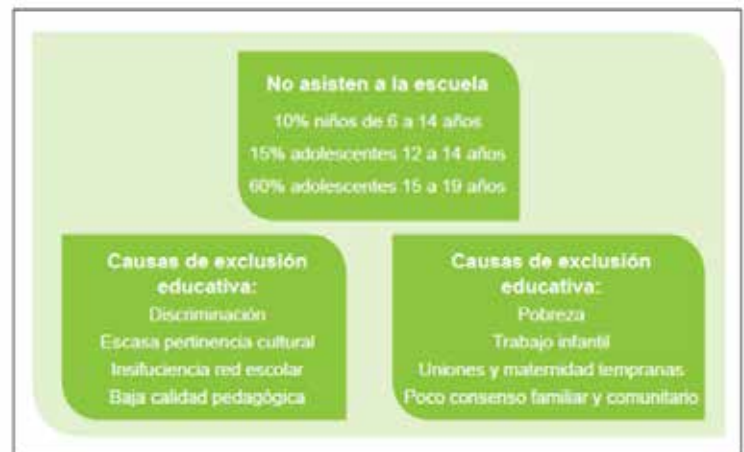 No asisten a la escuela
10% niños de 6 a 14 años
15% adolescentes 12 a 14 años
60% adolescentes 15 a 19 años
Causas de exclusión
educativa:
Discriminación
Escasa pertinencia cultural
Insifuciencia red escolar
Baja calidad pedagógica
Causas de exclusión
educativa:
Pobreza
Trabajo infantil
Uniones y maternidad tempranas
Poco consenso familiar y comunitario